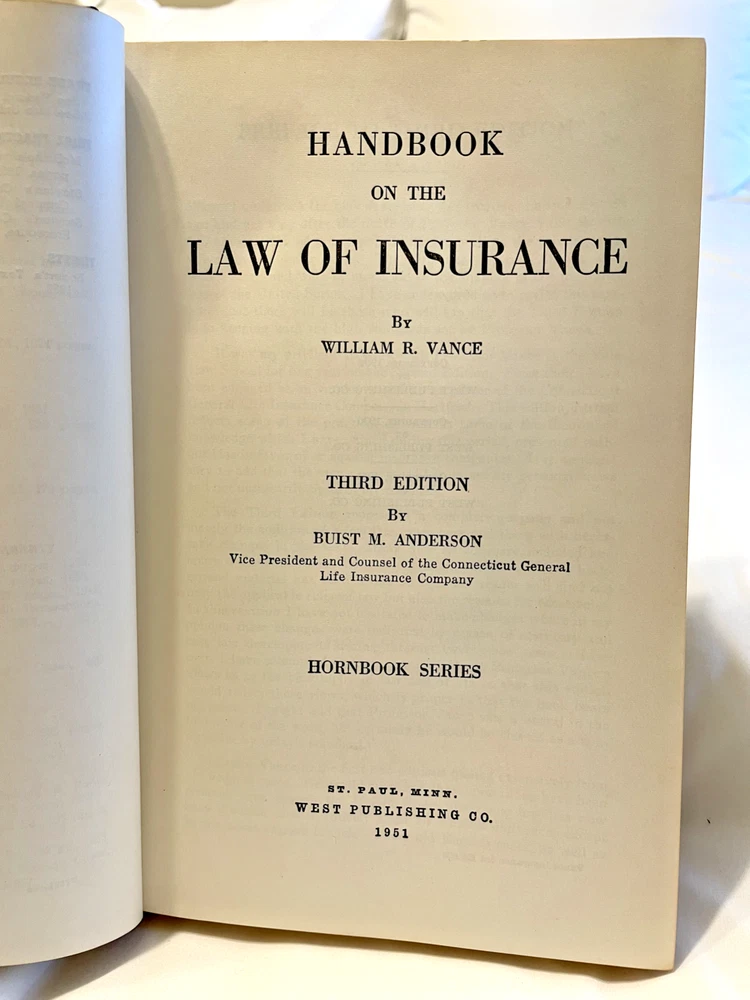 HANDBOOK
ON THE
LAW OF INSURANCE
By
WILLIAM R. VANCE
THIRD EDITION
By
BUIST M. ANDERSON
Vice President and Counsel of the Connecticut General
Life Insurance Company
HORNBOOK SERIES
ST. PAUL, MINN.
WEST PUBLISHING CO.
1951